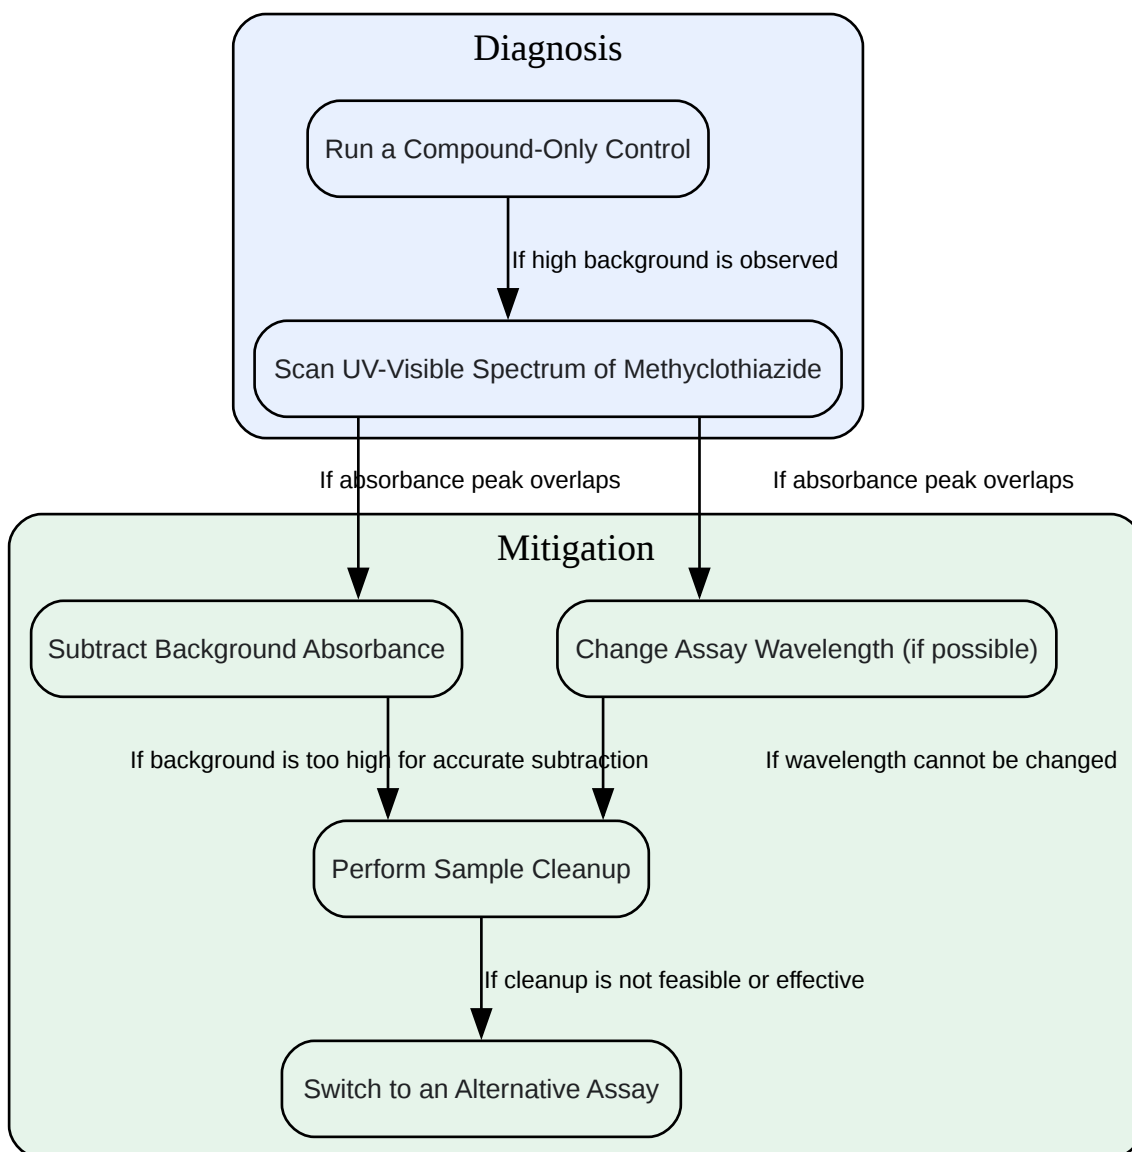 Diagnosis
Run a Compound-Only Control
If high background is observed
Scan UV-Visible Spectrum of Methyclothiazide
If absorbance peak overlaps
If absorbance peak overlaps
Mitigation
Subtract Background Absorbance
Change Assay Wavelength (if possible)
If background is too high for accurate subtraction
If wavelength cannot be changed
Perform Sample Cleanup
If cleanup is not feasible or effective
Switch to an Alternative Assay